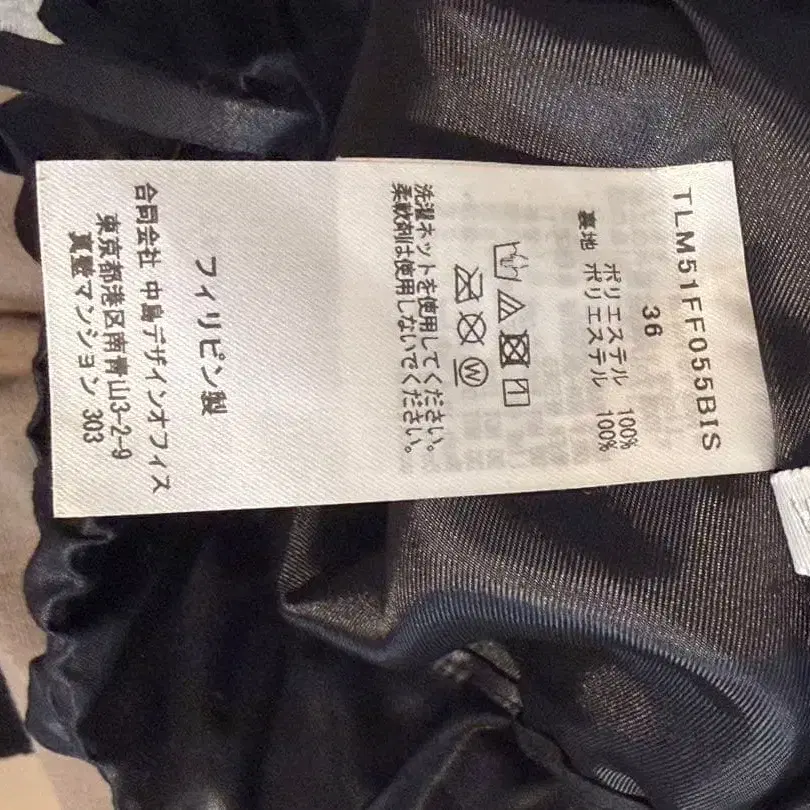 TLM51FF055BIS
36
ポリエステル 100%
裏地 ポリエステル 100%
洗濯ネットを使用してください。
柔軟剤は使用しないでください。
フィリピン製
合同会社 中島デザインオフィス
東京都港区南青山3-2-9
真壁マンション 303